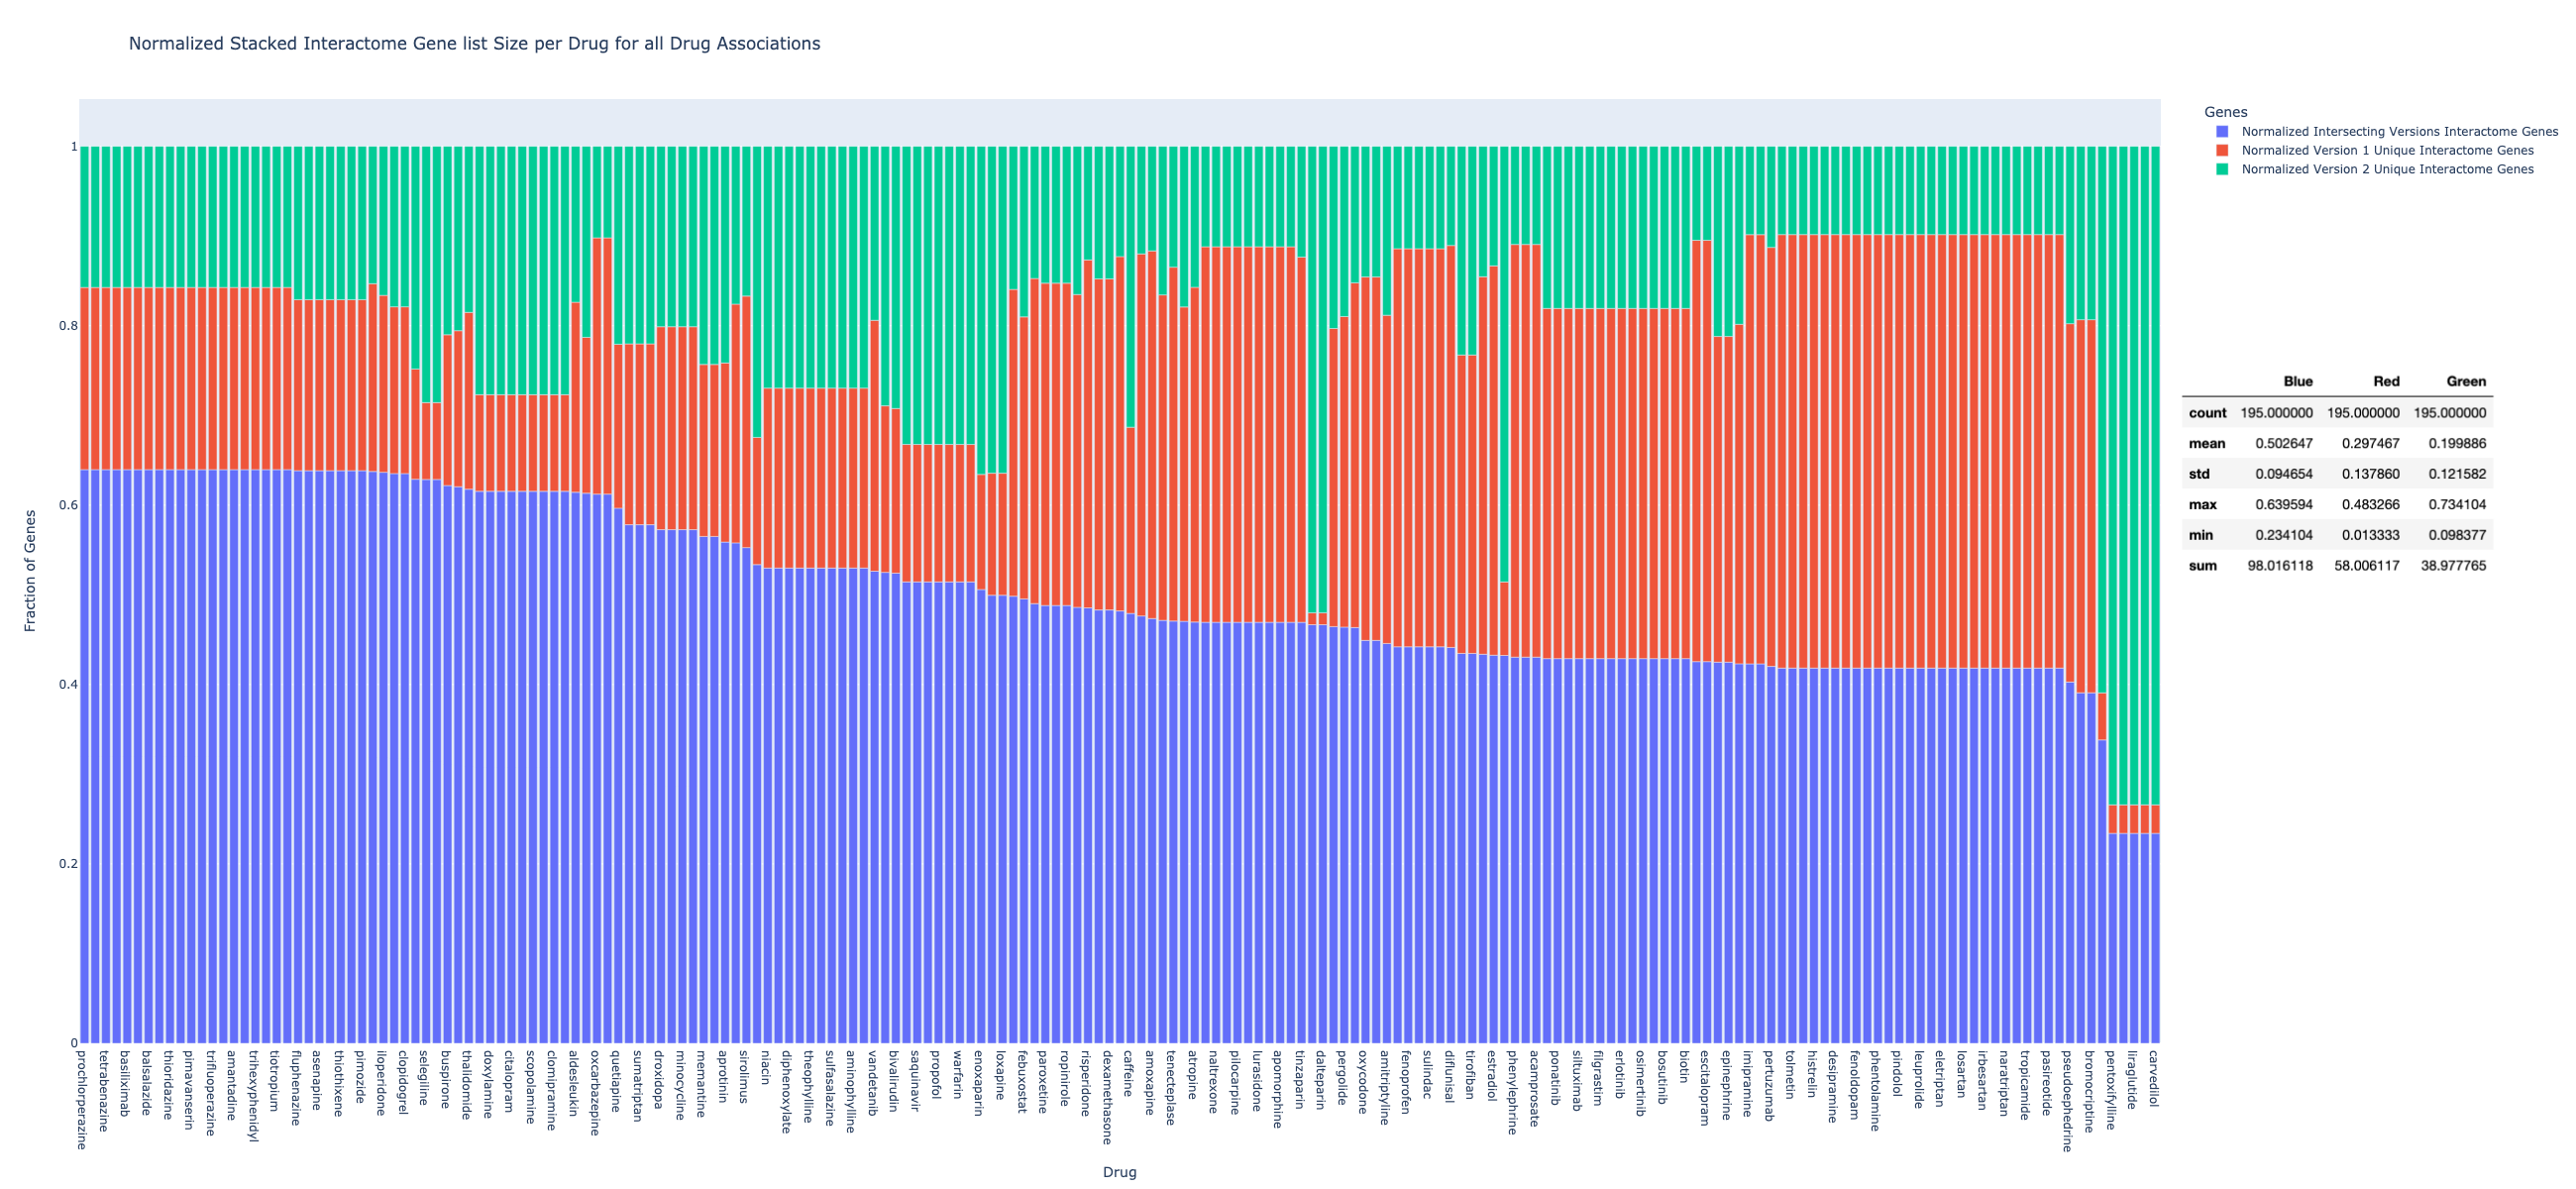 Normalized Stacked Interactome Gene list Size per Drug for all Drug Associations
Genes
Normalized Intersecting Versions Interactome Genes
Normalized Version 1 Unique Interactome Genes
Normalized Version 2 Unique Interactome Genes
1
0.8
0.6
0.4
0.2
0
Fraction of Genes
Blue Red Green
count 195.000000 195.000000 195.000000
mean 0.502647 0.297467 0.199886
std 0.094654 0.137860 0.121582
max 0.639594 0.483266 0.734104
min 0.234104 0.013333 0.098377
sum 98.016118 58.006117 38.977765
prochlorperazine
tetrabenazine
basiliximab
balsalazide
thioridazine
pimavanserin
trifluoperazine
amantadine
trihexyphenidyl
tiotropium
fluphenazine
asenapine
thiothixene
pimozide
iloperidone
clopidogrel
selegiline
buspirone
thalidomide
doxylamine
citalopram
scopolamine
clomipramine
aldesleukin
oxcarbazepine
quetiapine
sumatriptan
droxidopa
minocycline
memantine
aprotinin
sirolimus
niacin
diphenoxylate
theophylline
sulfasalazine
aminophylline
vandetanib
bivalirudin
saquinavir
propofol
warfarin
enoxaparin
loxapine
febuxostat
paroxetine
ropinirole
risperidone
dexamethasone
caffeine
amoxapine
tenecteplase
atropine
naltrexone
pilocarpine
lurasidone
apomorphine
tinzaparin
dalteparin
pergolide
oxycodone
amitriptyline
fenoprofen
sulindac
diflunisal
tirofiban
estradiol
phenylephrine
acamprosate
ponatinib
siltuximab
filgrastim
erlotinib
osimertinib
bosutinib
biotin
escitalopram
epinephrine
imipramine
pertuzumab
tolmetin
histrelin
desipramine
fenoldopam
phentolamine
pindolol
leuprolide
eletriptan
losartan
irbesartan
naratriptan
tropicamide
pasireotide
pseudoephedrine
bromocriptine
pentoxifylline
liraglutide
carvedilol
Drug